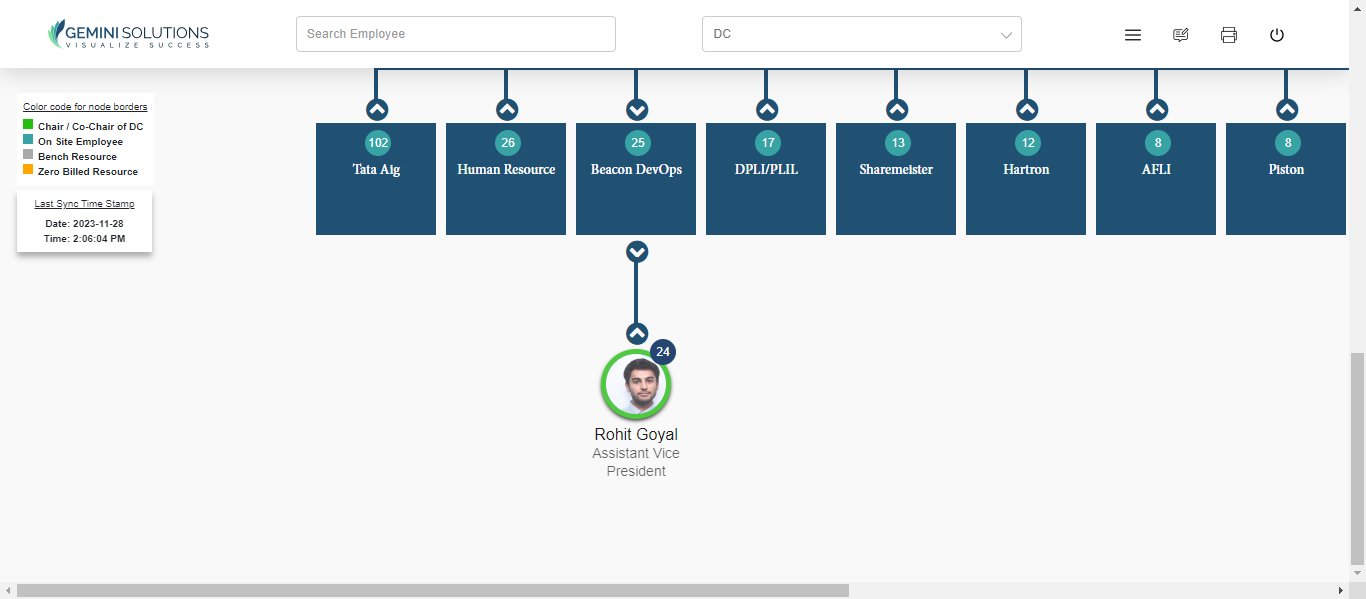 GEMINI SOLUTIONS
VISUALIZE SUCCESS
Search Employee
DC
Color code for node borders
Chair / Co-Chair of DC
On Site Employee
Bench Resource
Zero Billed Resource
Last Sync Time Stamp
Date: 2023-11-28
Time: 2:06:04 PM
102
Tata Aig
26
Human Resource
25
Beacon DevOps
17
DPLI/PLIL
13
Sharemeister
12
Hartron
8
AFLI
8
Piston
24
Rohit Goyal
Assistant Vice
President